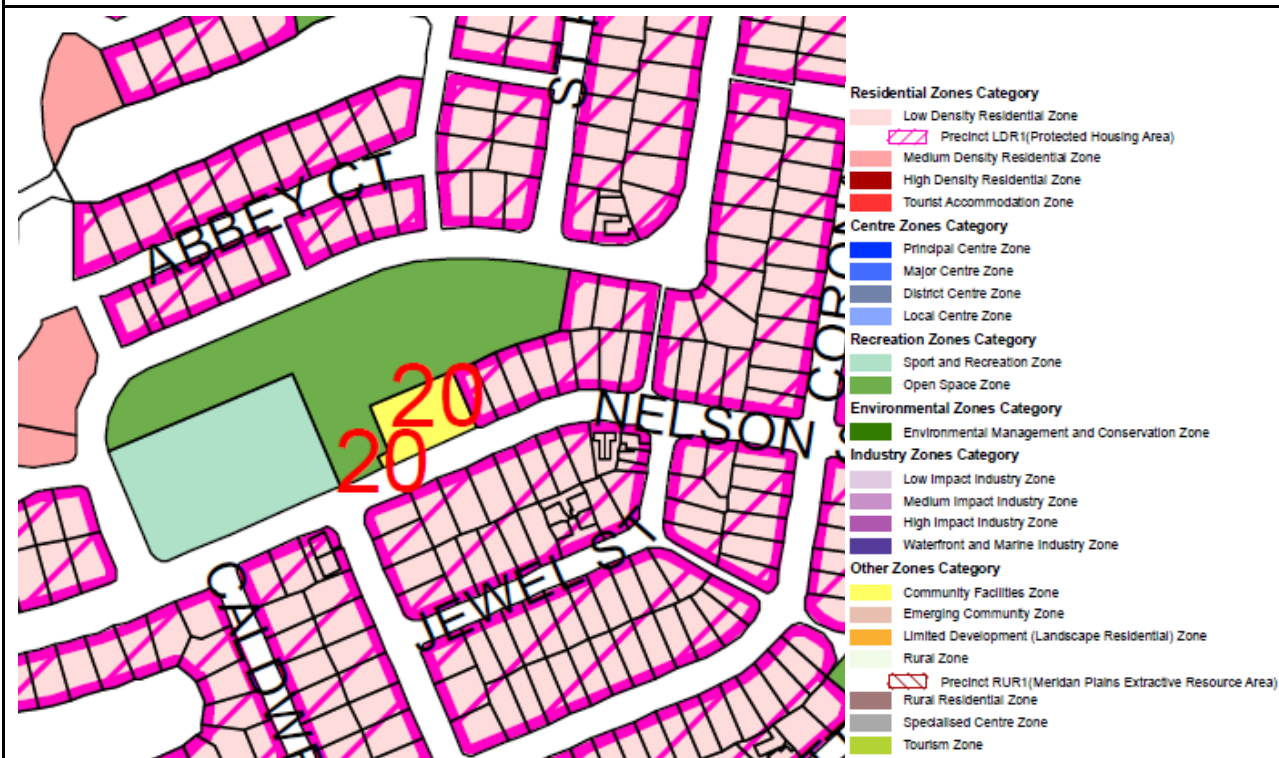 ST
ABBEY CT
CORON
20
20
NELSON
S
JEWEL ST
CALDWE
Residential Zones Category
Low Density Residential Zone
Precinct LDR1(Protected Housing Area)
Medium Density Residential Zone
High Density Residential Zone
Tourist Accommodation Zone
Centre Zones Category
Principal Centre Zone
Major Centre Zone
District Centre Zone
Local Centre Zone
Recreation Zones Category
Sport and Recreation Zone
Open Space Zone
Environmental Zones Category
Environmental Management and Conservation Zone
Industry Zones Category
Low Impact Industry Zone
Medium Impact Industry Zone
High Impact Industry Zone
Waterfront and Marine Industry Zone
Other Zones Category
Community Facilities Zone
Emerging Community Zone
Limited Development (Landscape Residential) Zone
Rural Zone
Precinct RUR1(Meridan Plains Extractive Resource Area)
Rural Residential Zone
Specialised Centre Zone
Tourism Zone